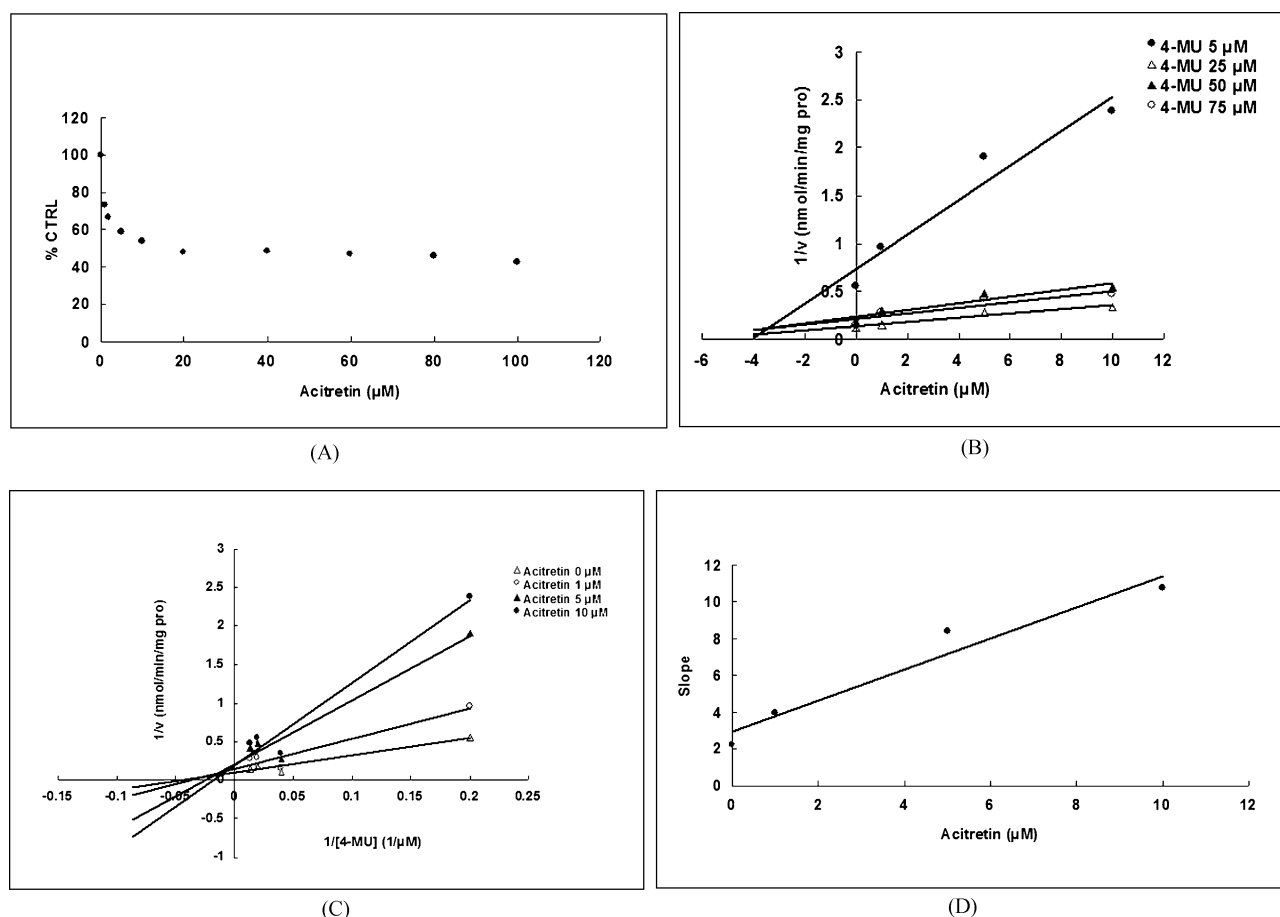 120
100
80
60
40
20
0
% CTRL
0 20 40 60 80 100 120
Acitretin (µM)
(A)
4-MU 5 µM
4-MU 25 µM
4-MU 50 µM
4-MU 75 µM
3
2.5
2
1.5
1
0.5
0
1/v (nmol/min/mg pro)
-6 -4 -2 0 2 4 6 8 10 12
Acitretin (µM)
(B)
Acitretin 0 µM
Acitretin 1 µM
Acitretin 5 µM
Acitretin 10 µM
3
2.5
2
1.5
1
0.5
0
-0.5
-1
1/v (nmol/min/mg pro)
-0.15 -0.1 -0.05 0 0.05 0.1 0.15 0.2 0.25
1/[4-MU] (1/µM)
(C)
12
10
8
6
4
2
0
Slope
0 2 4 6 8 10 12
Acitretin (µM)
(D)